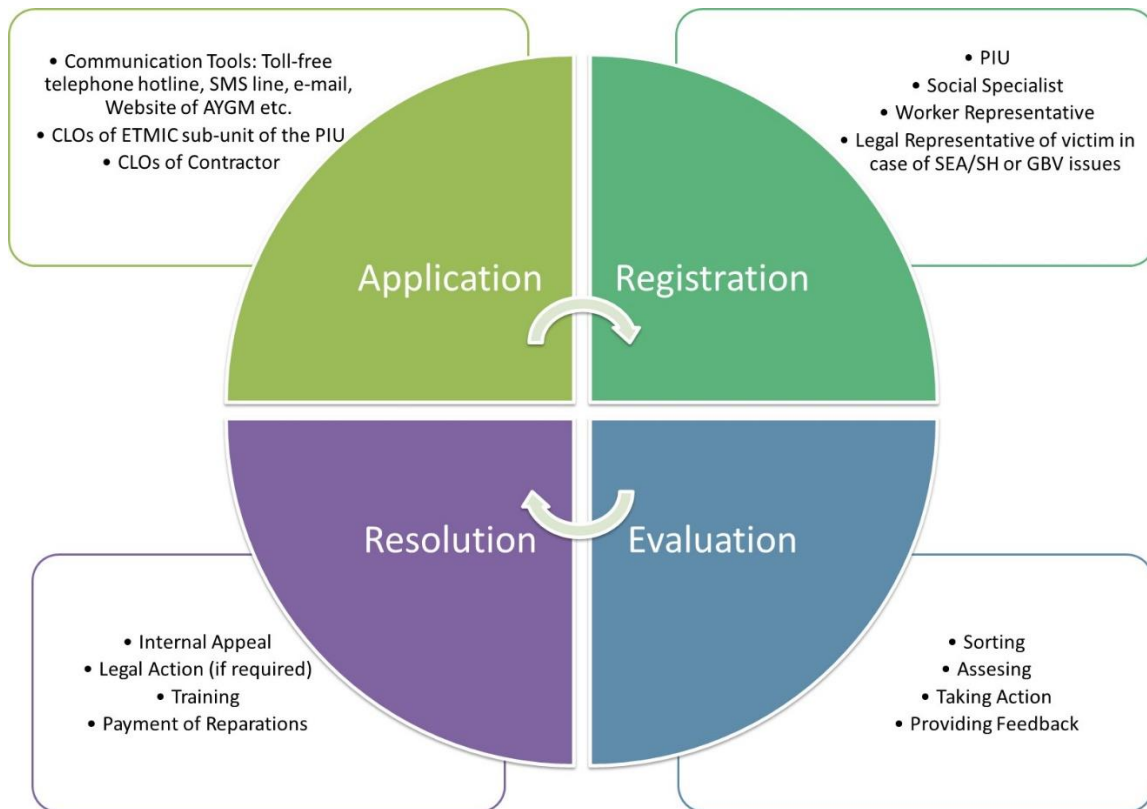 • Communication Tools: Toll-free
telephone hotline, SMS line, e-mail,
Website of AYGM etc.
• CLOs of ETMIC sub-unit of the PIU
• CLOs of Contractor
• PIU
• Social Specialist
• Worker Representative
• Legal Representative of victim in
case of SEA/SH or GBV issues
Application
Registration
Resolution
Evaluation
• Internal Appeal
• Legal Action (if required)
• Training
• Payment of Reparations
• Sorting
• Assesing
• Taking Action
• Providing Feedback